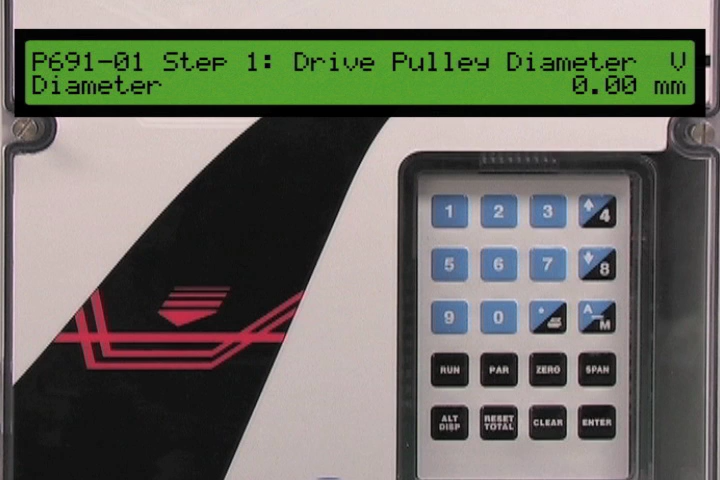 P691-01 Step 1: Drive Pulley Diameter V
Diameter 0.00 mm
1 2 3 4
5 6 7 8
9 0 A M
RUN PAR ZERO SPAN
ALT DISP RESET TOTAL CLEAR ENTER